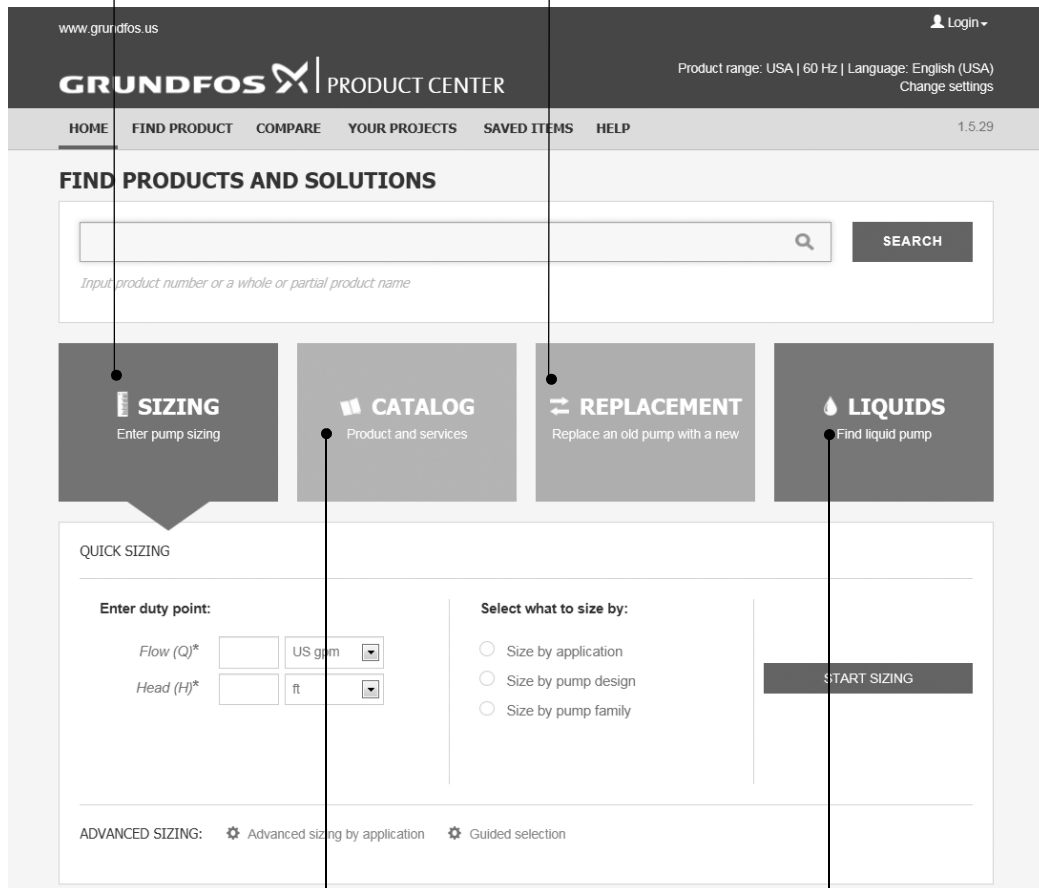 www.grundfos.us
Login
GRUNDFOS PRODUCT CENTER
Product range: USA | 60 Hz | Language: English (USA)
Change settings
HOME FIND PRODUCT COMPARE YOUR PROJECTS SAVED ITEMS HELP 1.5.29
FIND PRODUCTS AND SOLUTIONS
SEARCH
Input product number or a whole or partial product name
SIZING
Enter pump sizing
CATALOG
Product and services
REPLACEMENT
Replace an old pump with a new
LIQUIDS
Find liquid pump
QUICK SIZING
Enter duty point:
Flow (Q)* US gpm
Head (H)* ft
Select what to size by:
Size by application
Size by pump design
Size by pump family
START SIZING
ADVANCED SIZING: Advanced sizing by application Guided selection